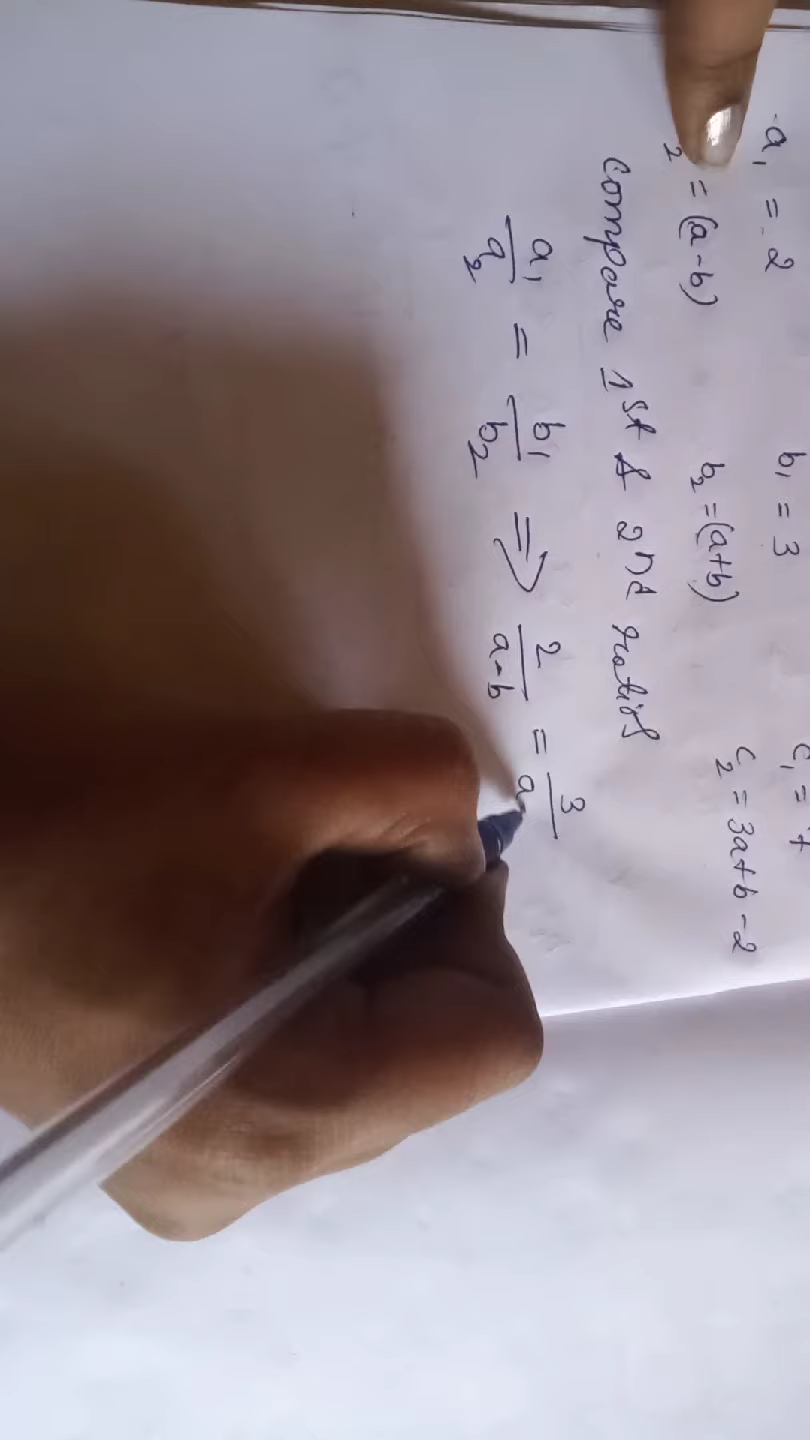 a₁ = 2 b₁ = 3 c₁ = 7
₂ = (a-b) b₂ = (a+b) c₂ = 3a+b-2
Compare 1st & 2nd ratios
a₁/a₂ = b₁/b₂ ⇒ 2/a-b = 3/a